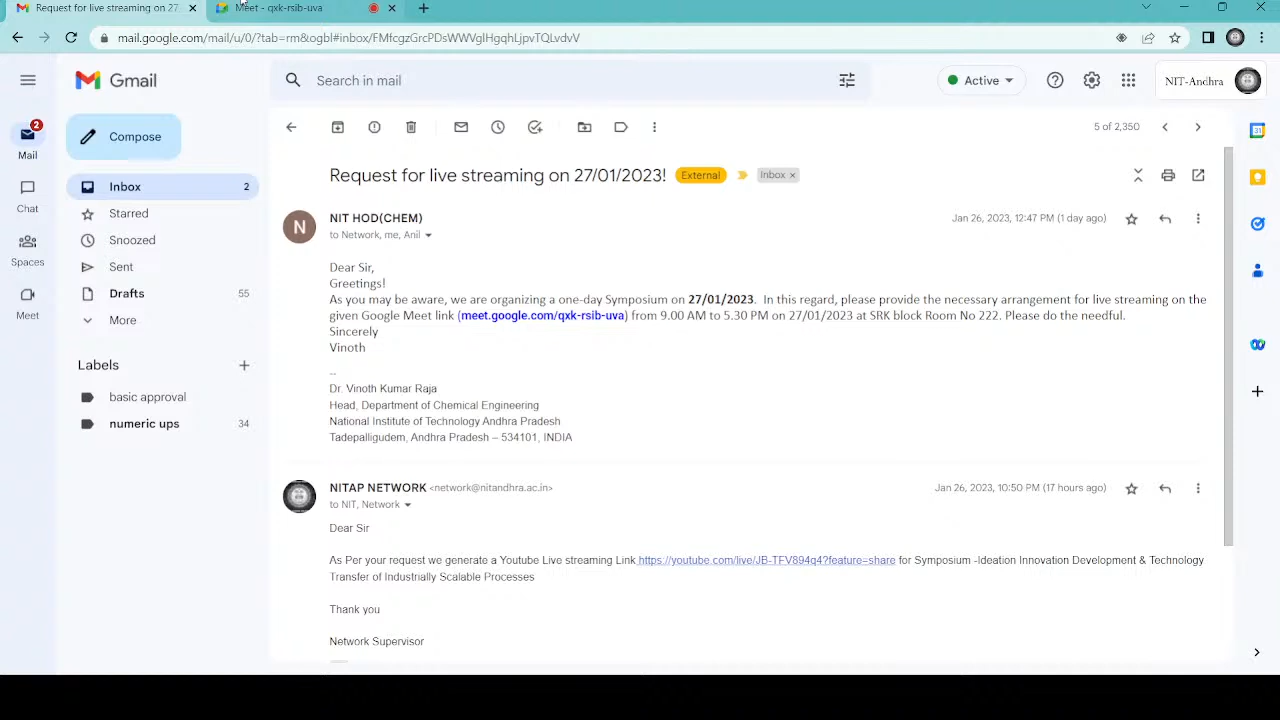 Request for live streaming on 27
Meet - qxk-rsib-uva
mail.google.com/mail/u/0/?tab=rm&ogbl#inbox/FMfcgzGrcPDsWWVglHgqhLjpvTQLvdvV
Gmail
Search in mail
Active
NIT-Andhra
2
Mail
Chat
Spaces
Meet
Compose
Inbox 2
Starred
Snoozed
Sent
Drafts 55
More
Labels
basic approval
numeric ups 34
5 of 2,350
Request for live streaming on 27/01/2023! External Inbox ×
N
NIT HOD(CHEM) Jan 26, 2023, 12:47 PM (1 day ago)
to Network, me, Anil
Dear Sir,
Greetings!
As you may be aware, we are organizing a one-day Symposium on 27/01/2023. In this regard, please provide the necessary arrangement for live streaming on the
given Google Meet link (meet.google.com/qxk-rsib-uva) from 9.00 AM to 5.30 PM on 27/01/2023 at SRK block Room No 222. Please do the needful.
Sincerely
Vinoth
--
Dr. Vinoth Kumar Raja
Head, Department of Chemical Engineering
National Institute of Technology Andhra Pradesh
Tadepalligudem, Andhra Pradesh – 534101, INDIA
NITAP NETWORK <network@nitandhra.ac.in> Jan 26, 2023, 10:50 PM (17 hours ago)
to NIT, Network
Dear Sir
As Per your request we generate a Youtube Live streaming Link https://youtube.com/live/JB-TFV894q4?feature=share for Symposium -Ideation Innovation Development & Technology
Transfer of Industrially Scalable Processes
Thank you
Network Supervisor
31